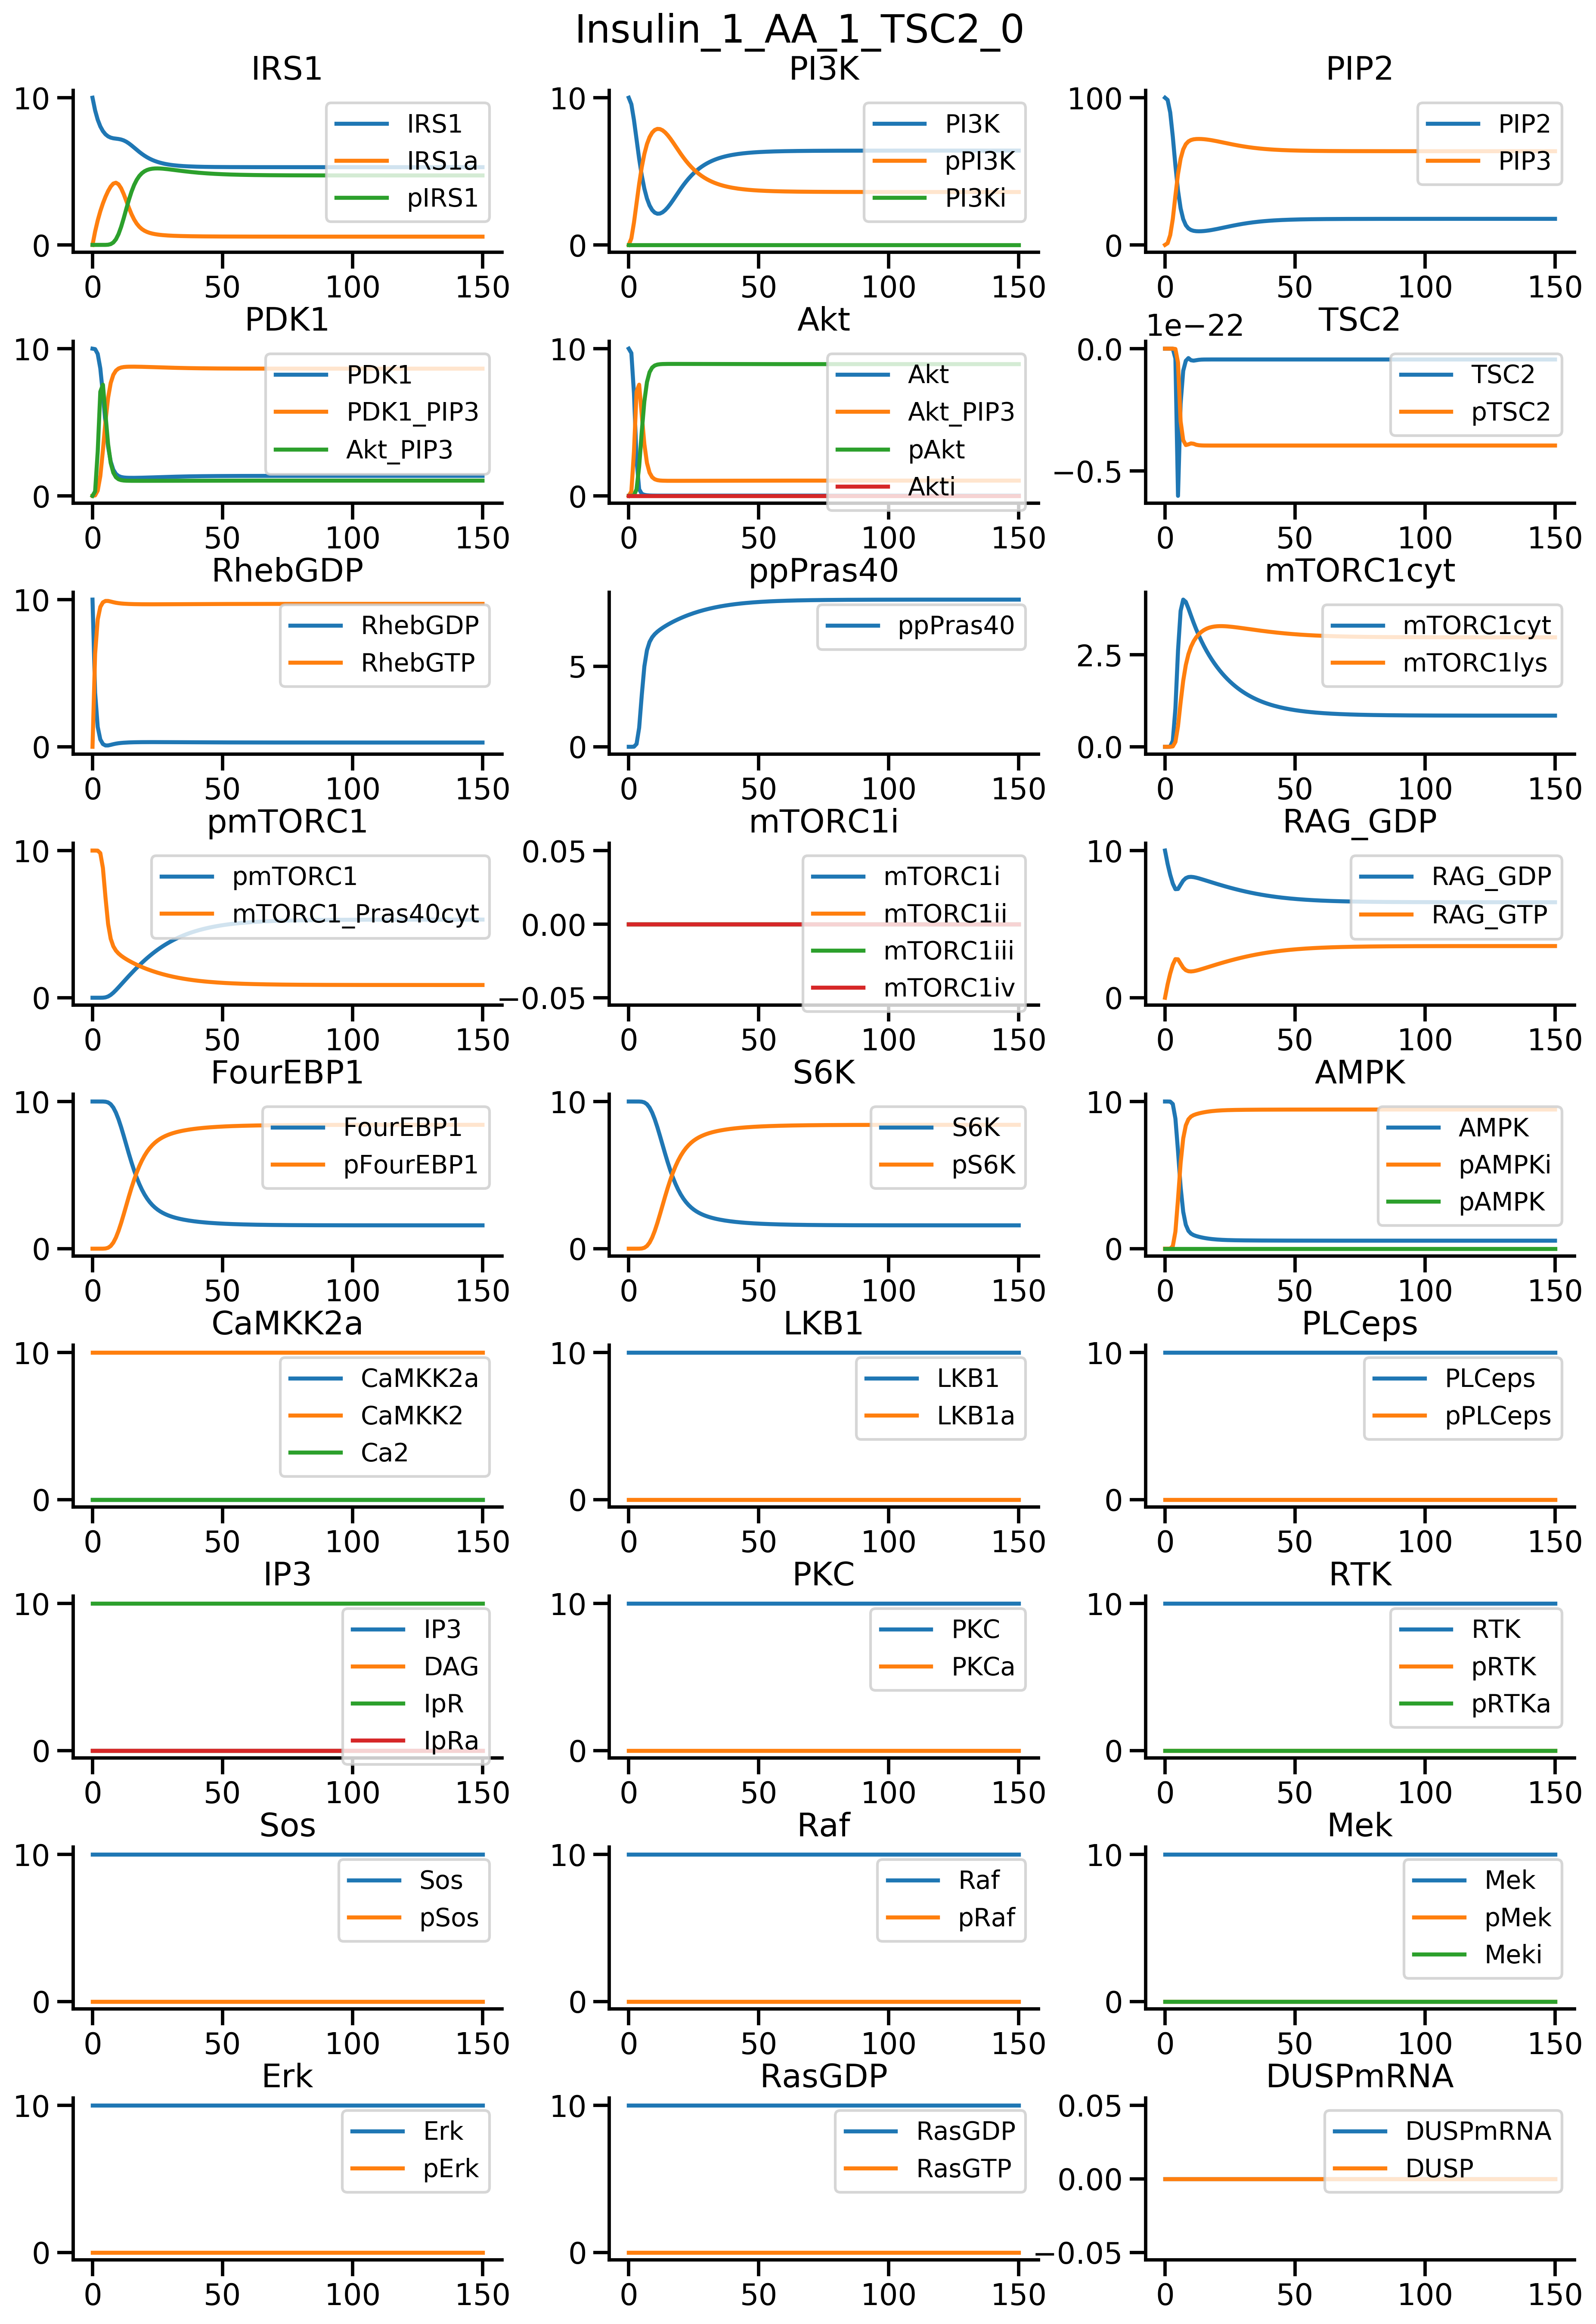 Insulin_1_AA_1_TSC2_0
IRS1
10
0
0 50 100 150
IRS1
IRS1a
pIRS1
PI3K
10
0
0 50 100 150
PI3K
pPI3K
PI3Ki
PIP2
100
0
0 50 100 150
PIP2
PIP3
PDK1
10
0
0 50 100 150
PDK1
PDK1_PIP3
Akt_PIP3
Akt
10
0
0 50 100 150
Akt
Akt_PIP3
pAkt
Akti
1e−22
TSC2
0.0
−0.5
0 50 100 150
TSC2
pTSC2
RhebGDP
10
0
0 50 100 150
RhebGDP
RhebGTP
ppPras40
5
0
0 50 100 150
ppPras40
mTORC1cyt
2.5
0.0
0 50 100 150
mTORC1cyt
mTORC1lys
pmTORC1
10
0
0 50 100 150
pmTORC1
mTORC1_Pras40cyt
mTORC1i
0.05
0.00
−0.05
0 50 100 150
mTORC1i
mTORC1ii
mTORC1iii
mTORC1iv
RAG_GDP
10
0
0 50 100 150
RAG_GDP
RAG_GTP
FourEBP1
10
0
0 50 100 150
FourEBP1
pFourEBP1
S6K
10
0
0 50 100 150
S6K
pS6K
AMPK
10
0
0 50 100 150
AMPK
pAMPKi
pAMPK
CaMKK2a
10
0
0 50 100 150
CaMKK2a
CaMKK2
Ca2
LKB1
10
0
0 50 100 150
LKB1
LKB1a
PLCeps
10
0
0 50 100 150
PLCeps
pPLCeps
IP3
10
0
0 50 100 150
IP3
DAG
IpR
IpRa
PKC
10
0
0 50 100 150
PKC
PKCa
RTK
10
0
0 50 100 150
RTK
pRTK
pRTKa
Sos
10
0
0 50 100 150
Sos
pSos
Raf
10
0
0 50 100 150
Raf
pRaf
Mek
10
0
0 50 100 150
Mek
pMek
Meki
Erk
10
0
0 50 100 150
Erk
pErk
RasGDP
10
0
0 50 100 150
RasGDP
RasGTP
DUSPmRNA
0.05
0.00
−0.05
0 50 100 150
DUSPmRNA
DUSP